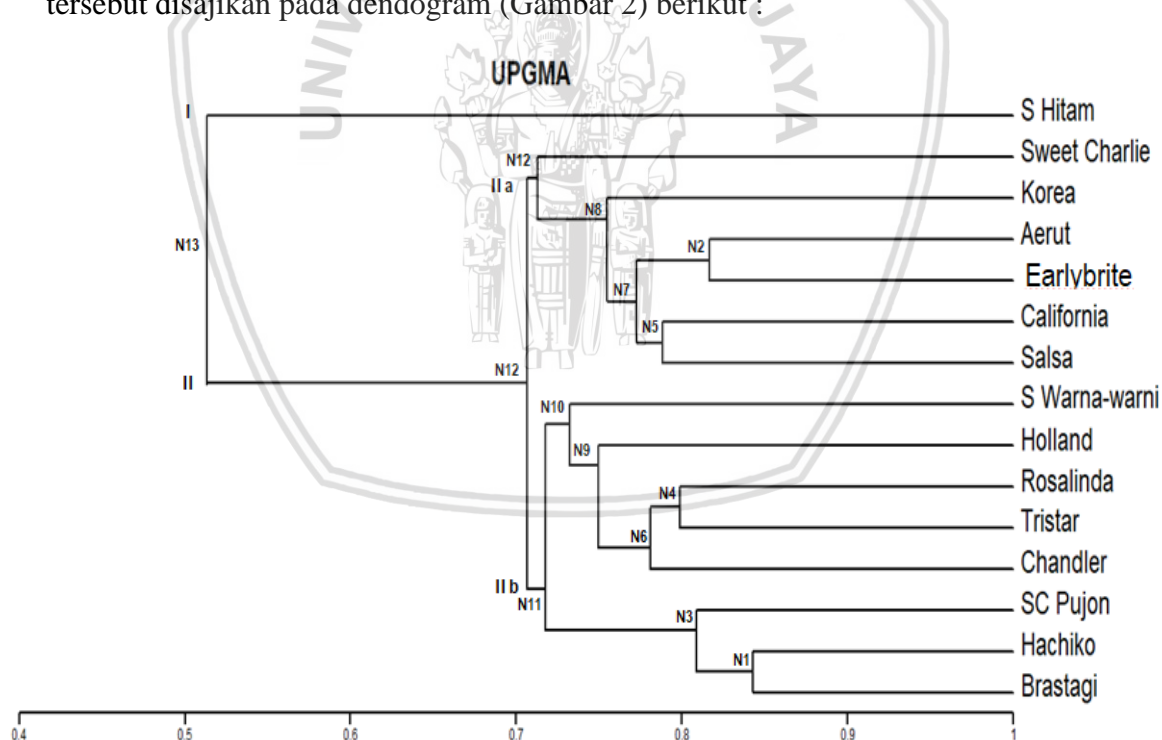 tersebut disajikan pada dendogram (Gambar 2) berikut :
UNIV
JAYA
UPGMA
I
S Hitam
N12
Sweet Charlie
II a
N8
Korea
N13
N2
Aerut
N7
Earlybrite
N5
California
Salsa
II
N12
N10
S Warna-warni
N9
Holland
N4
Rosalinda
Tristar
N6
Chandler
II b
N11
N3
SC Pujon
N1
Hachiko
Brastagi
0.4 0.5 0.6 0.7 0.8 0.9 1